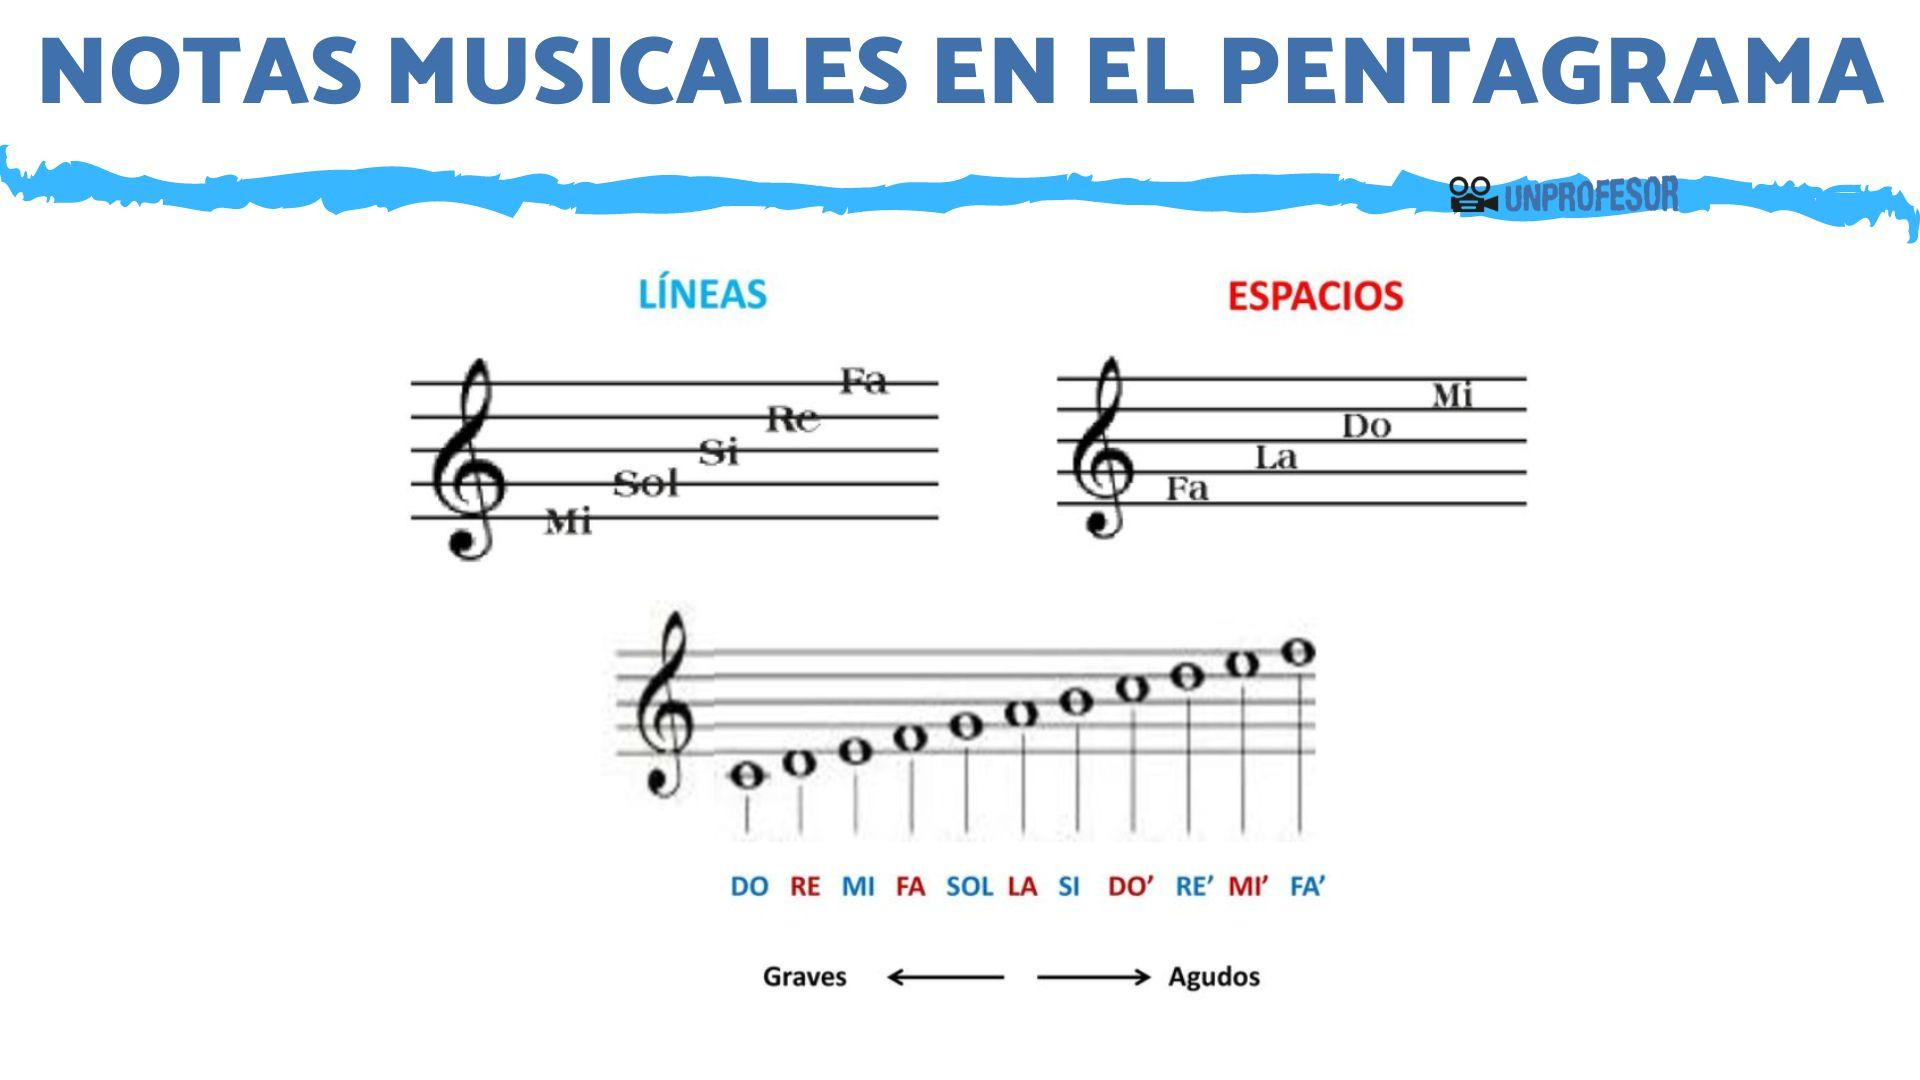 NOTAS MUSICALES EN EL PENTAGRAMA
UNPROFESOR
LÍNEAS
Mi Sol Si Re Fa
ESPACIOS
Fa La Do Mi
DO RE MI FA SOL LA SI DO’ RE’ MI’ FA’
Graves Agudos